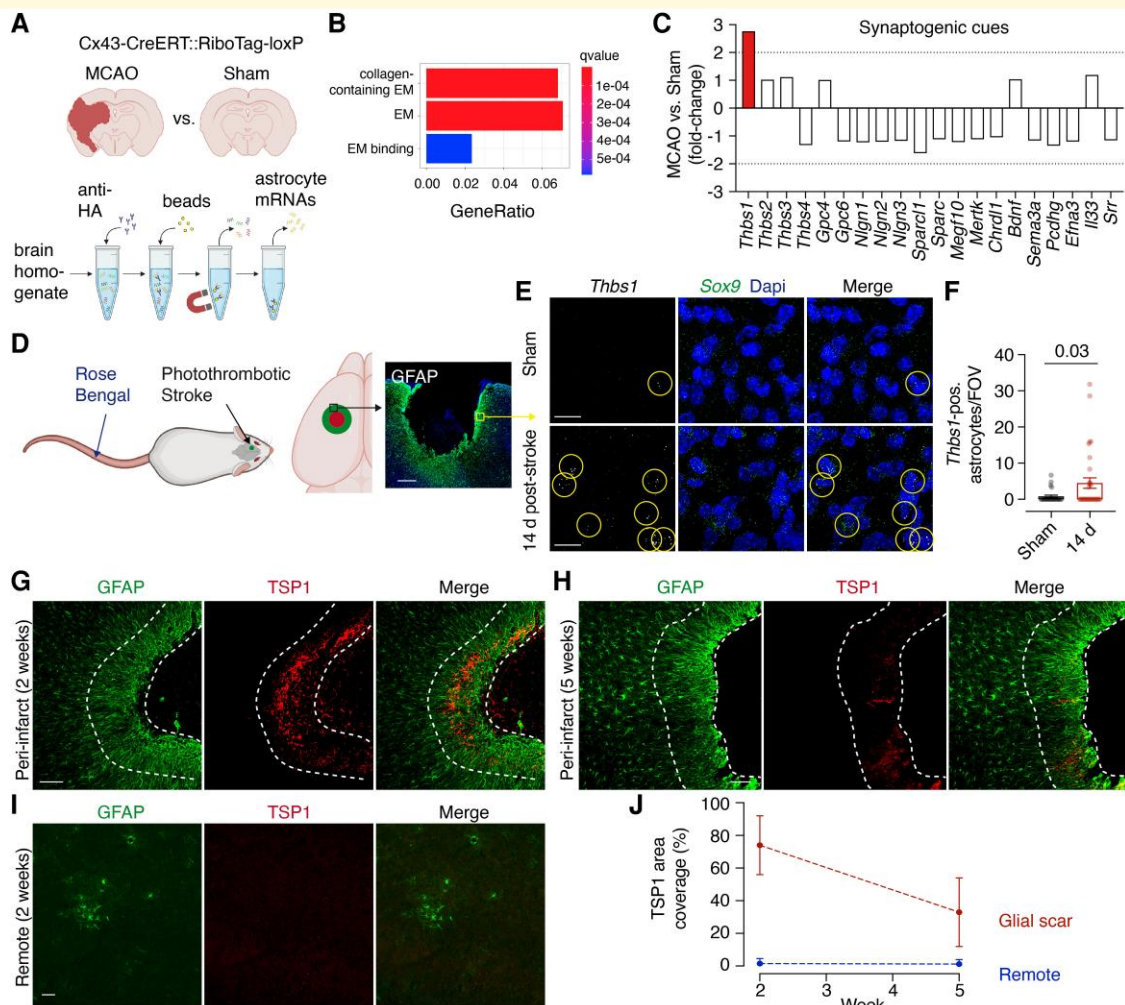 A
Cx43-CreERT::RiboTag-loxP
MCAO
Sham
vs.
anti-
HA
beads
astrocyte
mRNAs
brain
homo-
genate
B
qvalue
collagen-
containing EM
EM
EM binding
1e-04
2e-04
3e-04
4e-04
5e-04
0.00
0.02
0.04
0.06
GeneRatio
C
Synaptogenic cues
MCAO vs. Sham
(fold-change)
3
2
1
0
-1
-2
-3
Thbs1
Thbs2
Thbs3
Thbs4
Gpc4
Gpc6
Nlgn1
Nlgn2
Nlgn3
Sparcl1
Sparc
Megf10
Mertk
Chrdl1
Bdnf
Sema3a
Pcdhg
Efna3
Il33
Srr
D
Rose
Bengal
Photothrombotic
Stroke
GFAP
E
Thbs1
Sox9 Dapi
Merge
Sham
14 d post-stroke
F
0.03
Thbs1-pos.
astrocytes/FOV
40
30
20
10
0
Sham
14 d
G
GFAP
TSP1
Merge
Peri-infarct (2 weeks)
H
GFAP
TSP1
Merge
Peri-infarct (5 weeks)
I
GFAP
TSP1
Merge
Remote (2 weeks)
J
TSP1 area
coverage (%)
100
80
60
40
20
0
2
3
4
5
Week
Glial scar
Remote